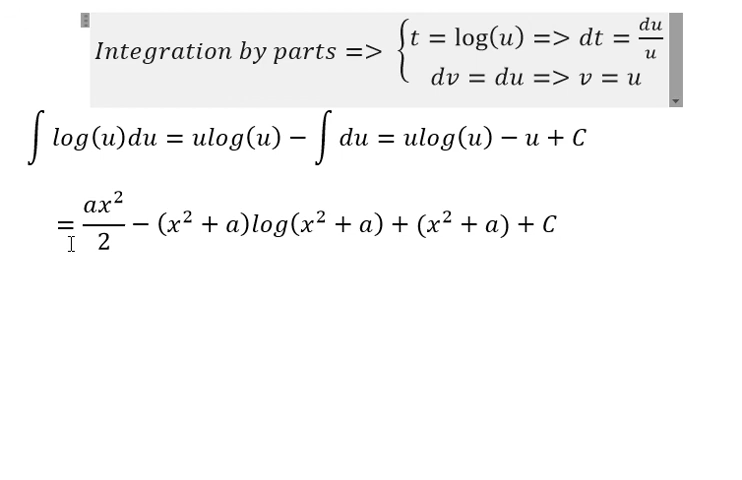 Integration by parts => { t = log(u) => dt = du/u
dv = du => v = u
∫ log(u)du = ulog(u) − ∫ du = ulog(u) − u + C
= ax²/2 − (x² + a)log(x² + a) + (x² + a) + C